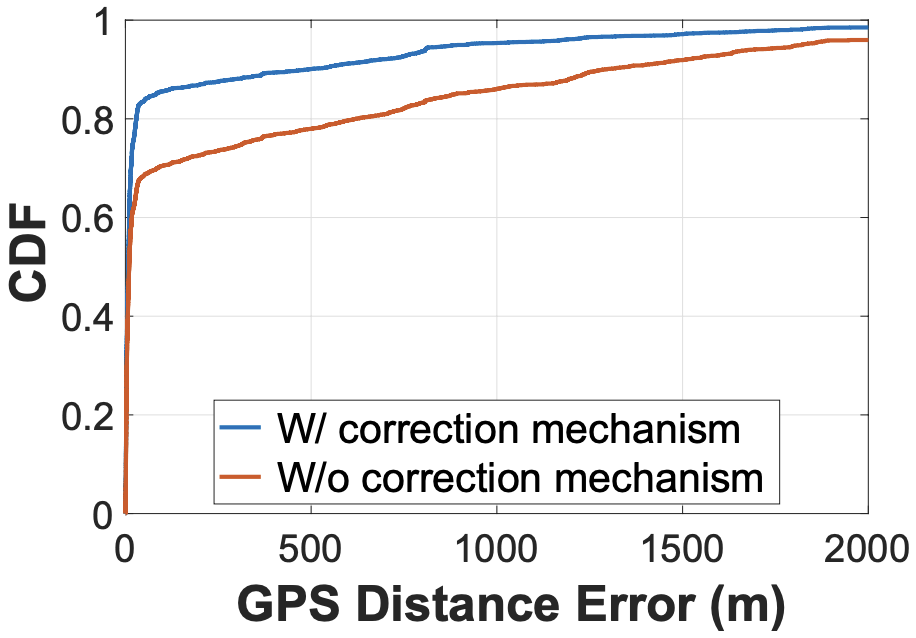 1
0.8
0.6
0.4
0.2
0
CDF
W/ correction mechanism
W/o correction mechanism
0 500 1000 1500 2000
GPS Distance Error (m)